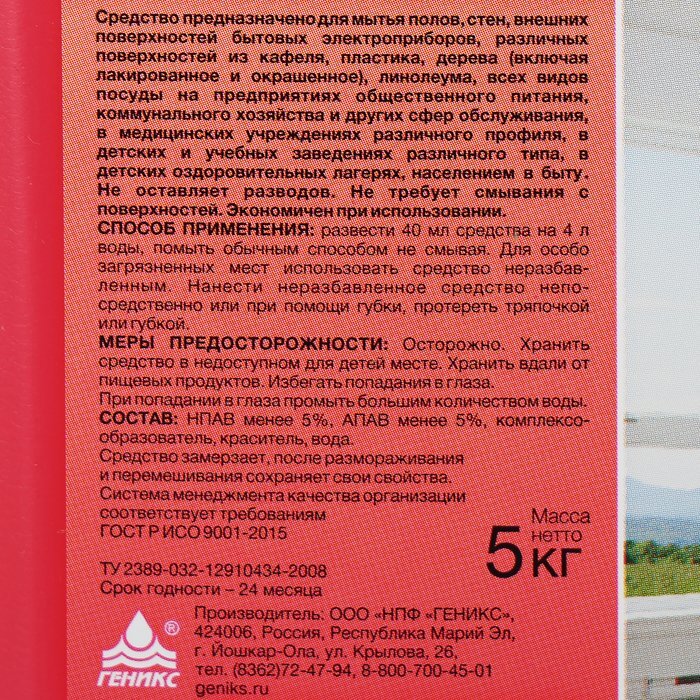 Средство предназначено для мытья полов, стен, внешних
поверхностей бытовых электроприборов, различных
поверхностей из кафеля, пластика, дерева (включая
лакированное и окрашенное), линолеума, всех видов
посуды на предприятиях общественного питания,
коммунального хозяйства и других сфер обслуживания,
в медицинских учреждениях различного профиля, в
детских и учебных заведениях различного типа, в
детских оздоровительных лагерях, населением в быту.
Не оставляет разводов. Не требует смывания с
поверхностей. Экономичен при использовании.
СПОСОБ ПРИМЕНЕНИЯ: развести 40 мл средства на 4 л
воды, помыть обычным способом не смывая. Для особо
загрязненных мест использовать средство неразбав-
ленным. Нанести неразбавленное средство непо-
средственно или при помощи губки, протереть тряпочкой
или губкой.
МЕРЫ ПРЕДОСТОРОЖНОСТИ: Осторожно. Хранить
средство в недоступном для детей месте. Хранить вдали от
пищевых продуктов. Избегать попадания в глаза.
При попадании в глаза промыть большим количеством воды.
СОСТАВ: НПАВ менее 5%, АПАВ менее 5%, комплексо-
образователь, краситель, вода.
Средство замерзает, после размораживания
и перемешивания сохраняет свои свойства.
Система менеджмента качества организации
соответствует требованиям
ГОСТ Р ИСО 9001-2015
Масса
нетто
5 кг
ТУ 2389-032-12910434-2008
Срок годности – 24 месяца
Производитель: ООО «НПФ «ГЕНИКС»,
424006, Россия, Республика Марий Эл,
г. Йошкар-Ола, ул. Крылова, 26,
тел. (8362)72-47-94, 8-800-700-45-01
geniks.ru
®
ГЕНИКС